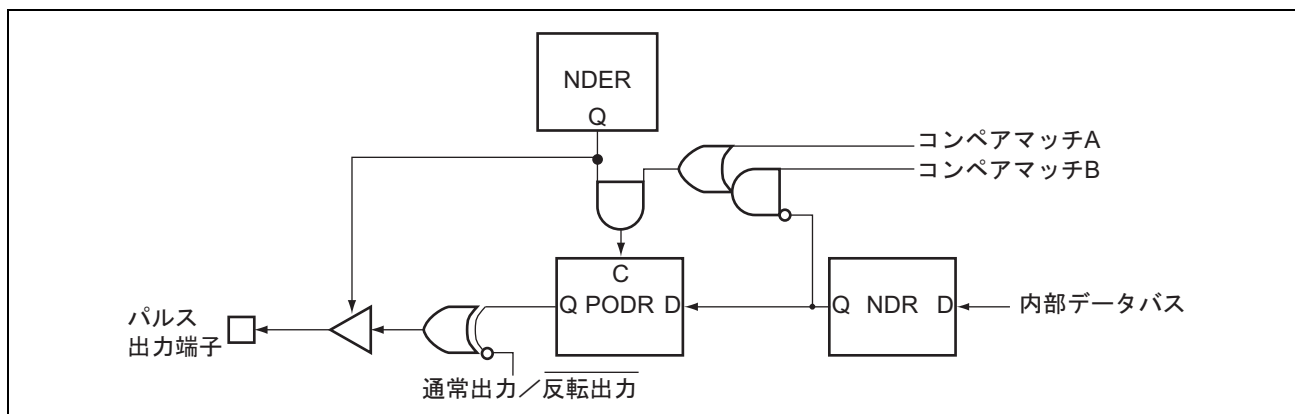 NDER
Q
コンペアマッチA
コンペアマッチB
C
Q PODR D
Q NDR D
内部データバス
パルス
出力端子
通常出力／反転出力